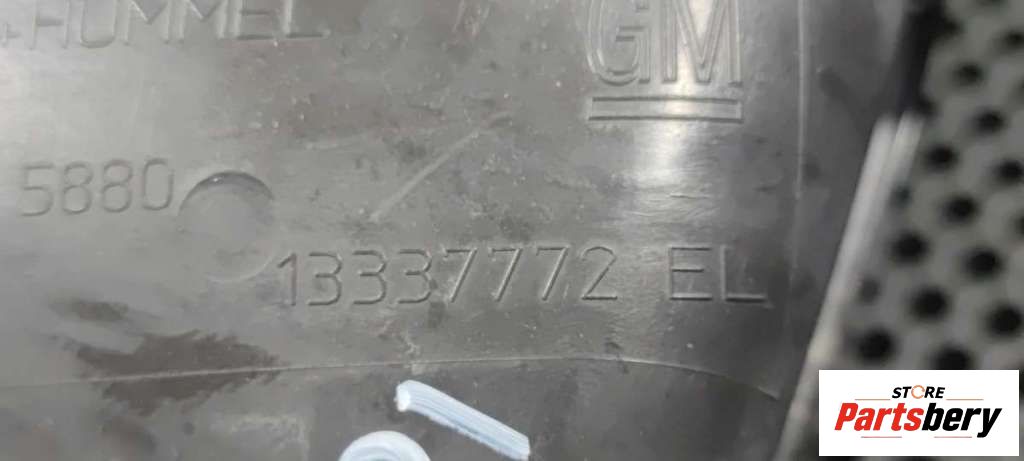 +HUMMEL
GM
5880
13337772 EL
STORE
Partsbery